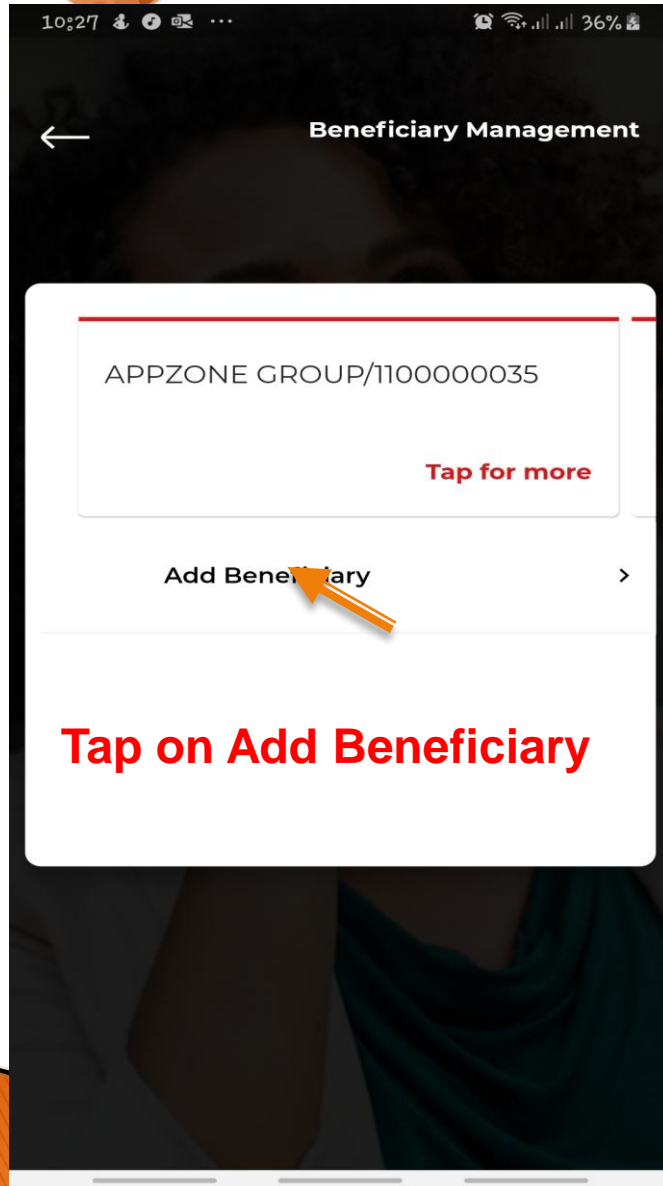 10:27 ... 36%
Beneficiary Management
APPZONE GROUP/1100000035
Tap for more
Add Beneficiary
Tap on Add Beneficiary